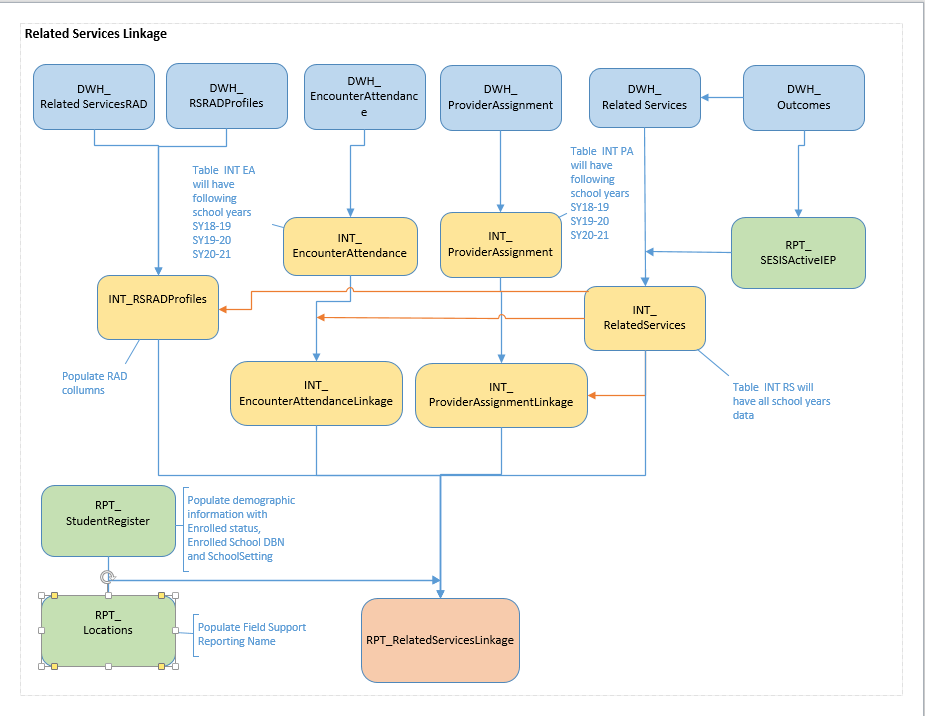 Related Services Linkage
DWH_
Related ServicesRAD
DWH_
RSRADProfiles
DWH_
EncounterAttendanc
e
DWH_
ProviderAssignment
DWH_
Related Services
DWH_
Outcomes
Table  INT EA
will have
following
school years
SY18-19
SY19-20
SY20-21
Table  INT PA
will have
following
school years
SY18-19
SY19-20
SY20-21
INT_
EncounterAttendance
INT_
ProviderAssignment
RPT_
SESISActiveIEP
INT_RSRADProfiles
INT_
RelatedServices
Populate RAD
collumns
INT_
EncounterAttendanceLinkage
INT_
ProviderAssignmentLinkage
Table  INT RS will
have all school years
data
RPT_
StudentRegister
Populate demographic
information with
Enrolled status,
Enrolled School DBN
and SchoolSetting
RPT_
Locations
Populate Field Support
Reporting Name
RPT_RelatedServicesLinkage